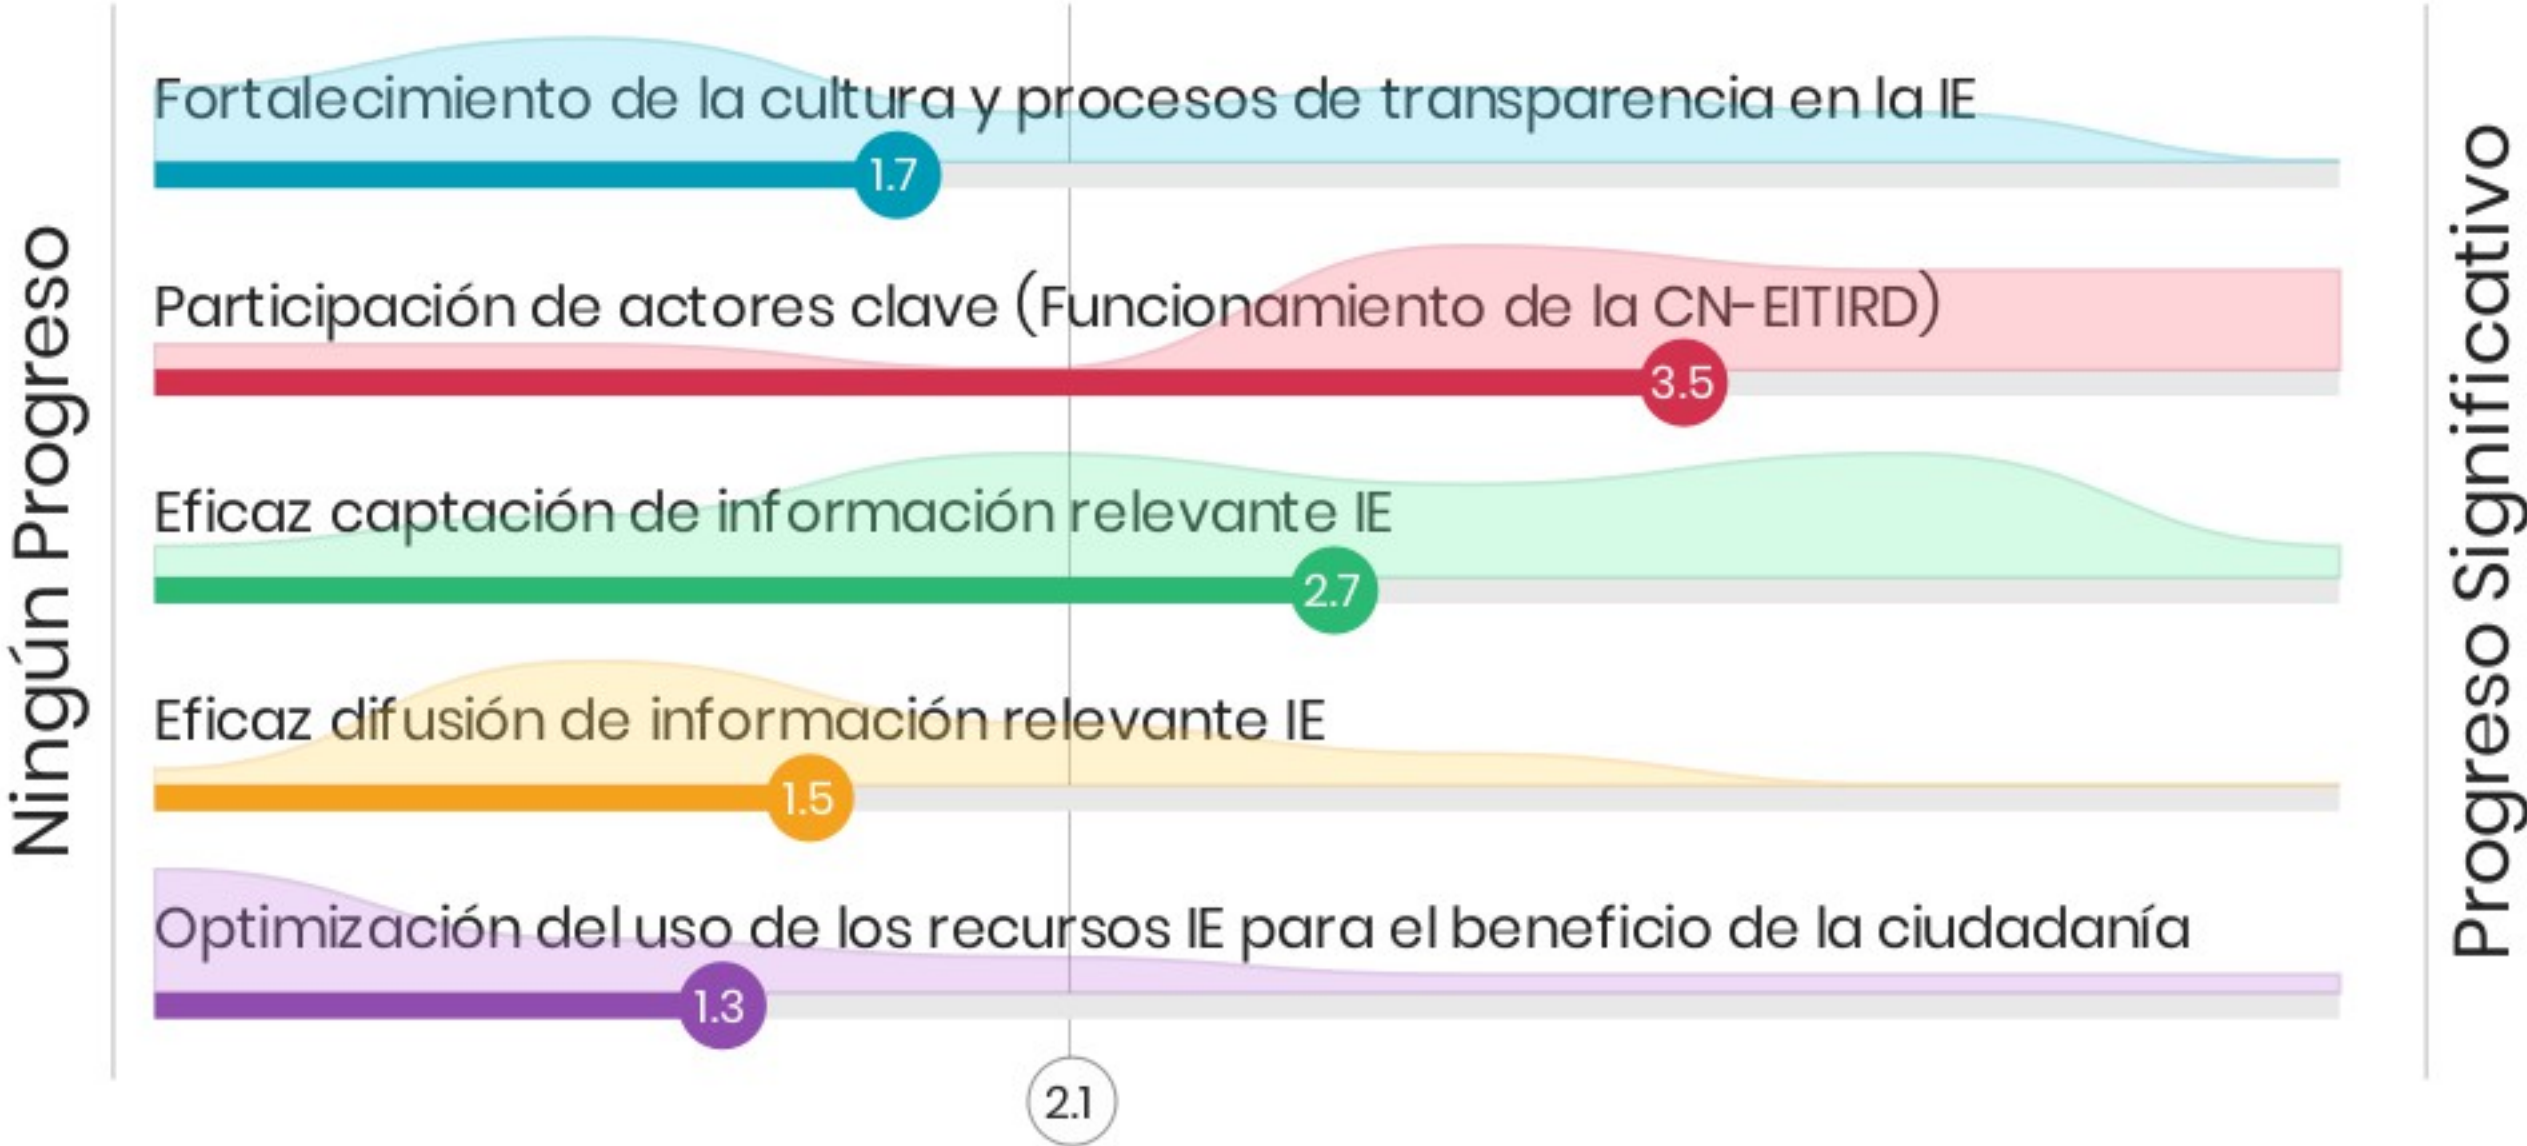 Ningún Progreso
Fortalecimiento de la cultura y procesos de transparencia en la IE
1.7
Participación de actores clave (Funcionamiento de la CN-EITIRD)
3.5
Eficaz captación de información relevante IE
2.7
Eficaz difusión de información relevante IE
1.5
Optimización del uso de los recursos IE para el beneficio de la ciudadanía
1.3
2.1
Progreso Significativo